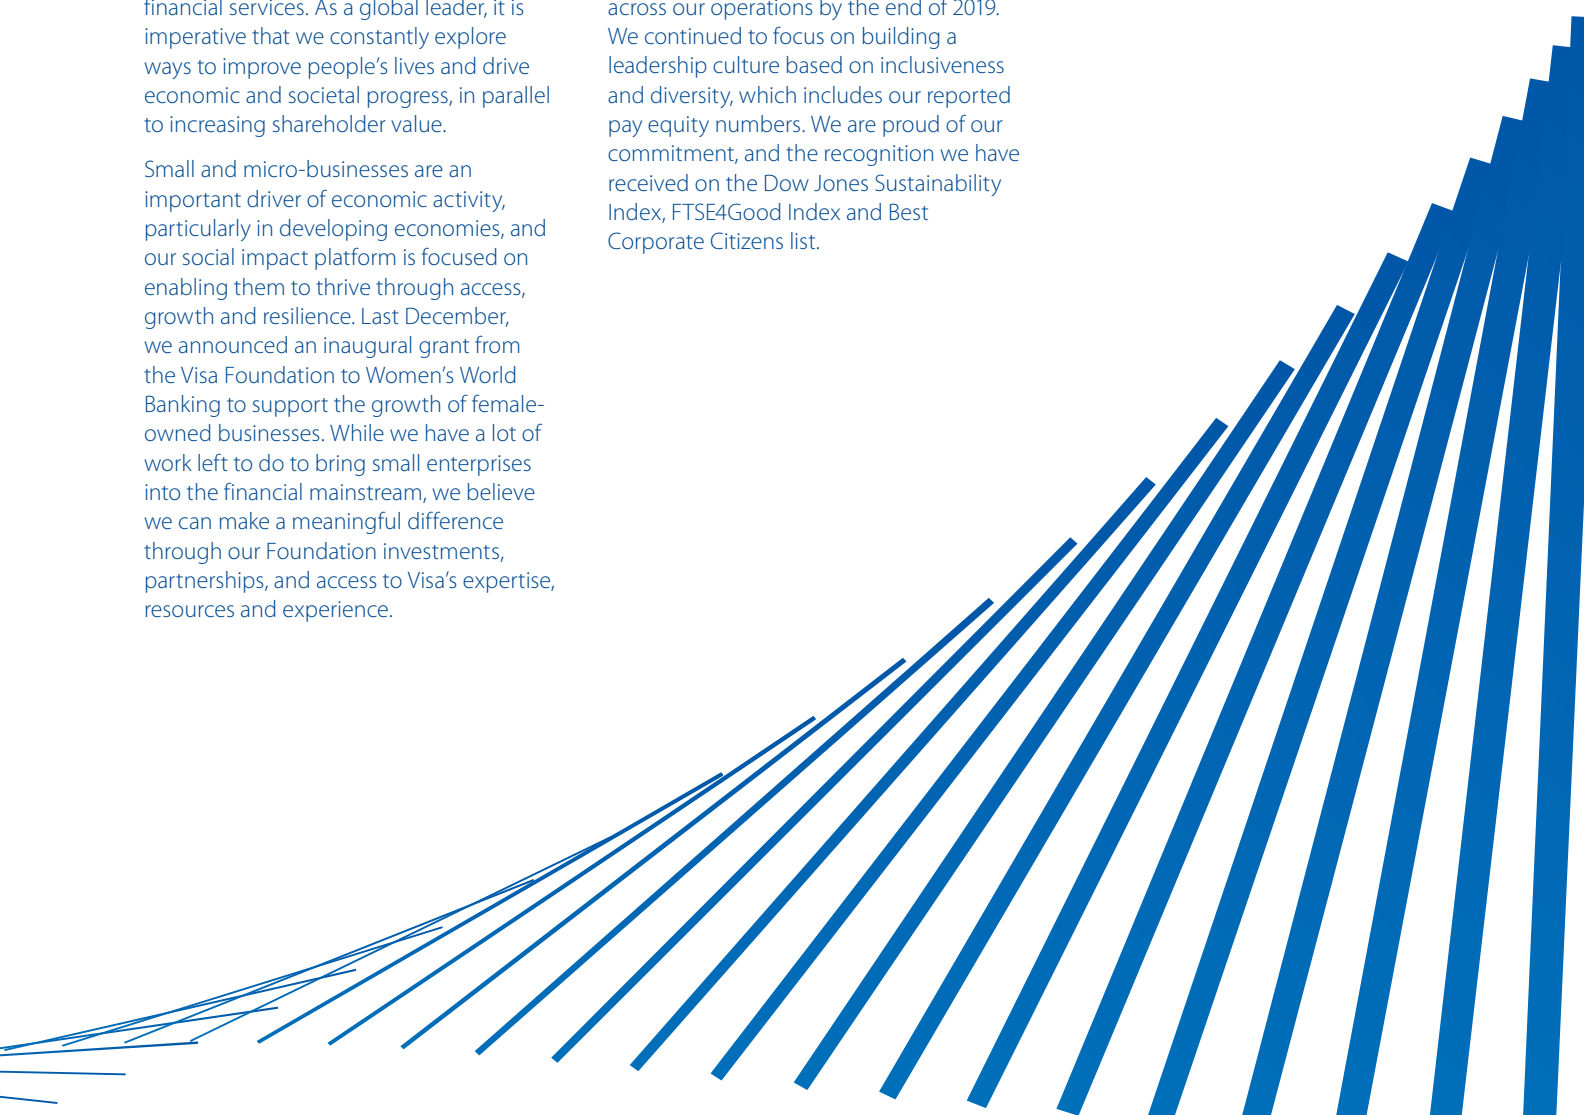 financial services. As a global leader, it is
imperative that we constantly explore
ways to improve people’s lives and drive
economic and societal progress, in parallel
to increasing shareholder value.
Small and micro-businesses are an
important driver of economic activity,
particularly in developing economies, and
our social impact platform is focused on
enabling them to thrive through access,
growth and resilience. Last December,
we announced an inaugural grant from
the Visa Foundation to Women’s World
Banking to support the growth of female-
owned businesses. While we have a lot of
work left to do to bring small enterprises
into the financial mainstream, we believe
we can make a meaningful difference
through our Foundation investments,
partnerships, and access to Visa’s expertise,
resources and experience.
across our operations by the end of 2019.
We continued to focus on building a
leadership culture based on inclusiveness
and diversity, which includes our reported
pay equity numbers. We are proud of our
commitment, and the recognition we have
received on the Dow Jones Sustainability
Index, FTSE4Good Index and Best
Corporate Citizens list.